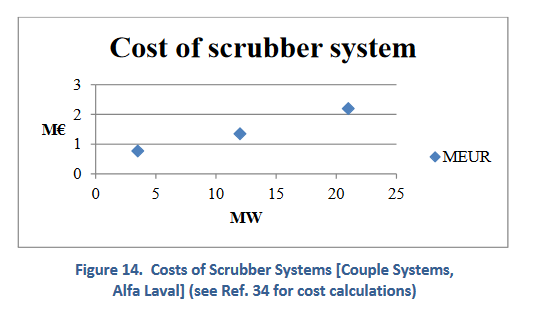 Cost of scrubber system
3
2
M€
1
0
0 5 10 15 20 25
MW
MEUR
Figure 14. Costs of Scrubber Systems [Couple Systems,
Alfa Laval] (see Ref. 34 for cost calculations)